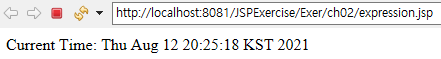 http://localhost:8081/JSPExercise/Exer/ch02/expression.jsp
Current Time: Thu Aug 12 20:25:18 KST 2021